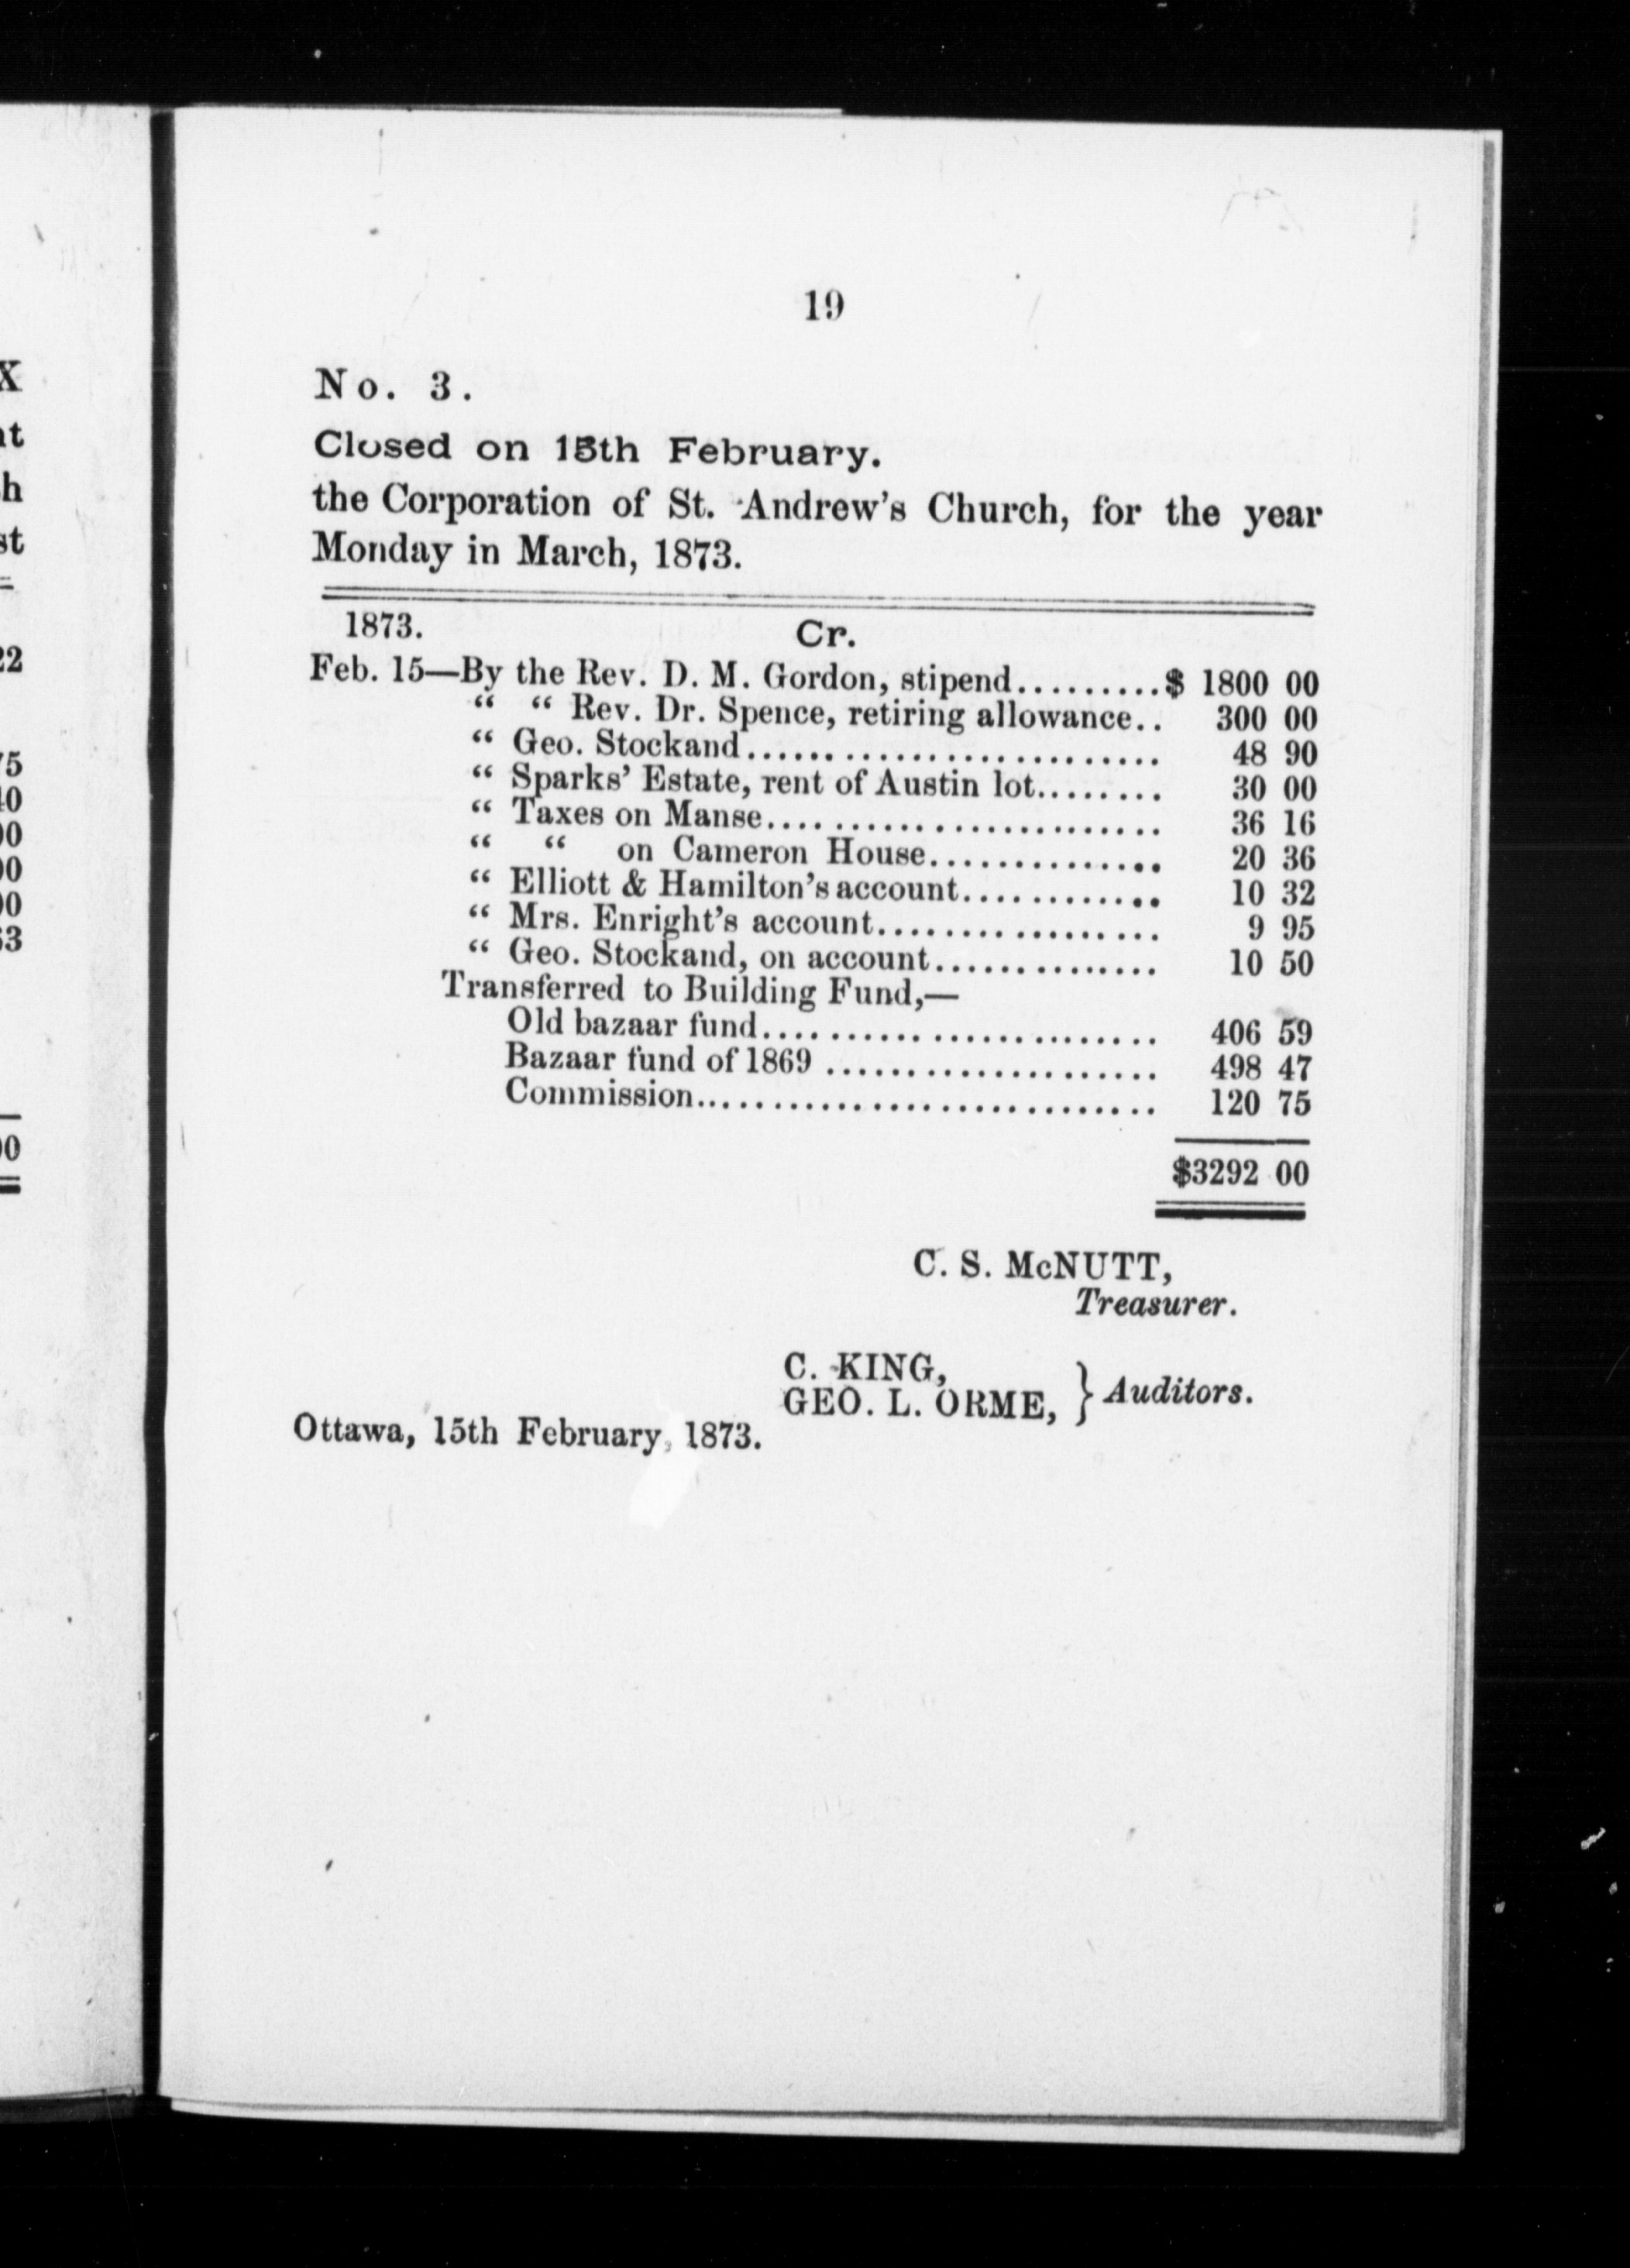 19
No. 3.
Closed on 15th February.
the Corporation of St. Andrew's Church, for the year
Monday in March, 1873.
1873. Cr.
Feb. 15—By the Rev. D. M. Gordon, stipend.........$ 1800 00
“ “ Rev. Dr. Spence, retiring allowance.. 300 00
“ Geo. Stockand.......................... 48 90
“ Sparks' Estate, rent of Austin lot........ 30 00
“ Taxes on Manse......................... 36 16
“ “ on Cameron House.............. 20 36
“ Elliott & Hamilton's account............ 10 32
“ Mrs. Enright's account................. 9 95
“ Geo. Stockand, on account.............. 10 50
Transferred to Building Fund,—
Old bazaar fund......................... 406 59
Bazaar fund of 1869 ................... 498 47
Commission............................. 120 75
$3292 00
C. S. McNUTT,
Treasurer.
C. KING,
GEO. L. ORME, } Auditors.
Ottawa, 15th February, 1873.